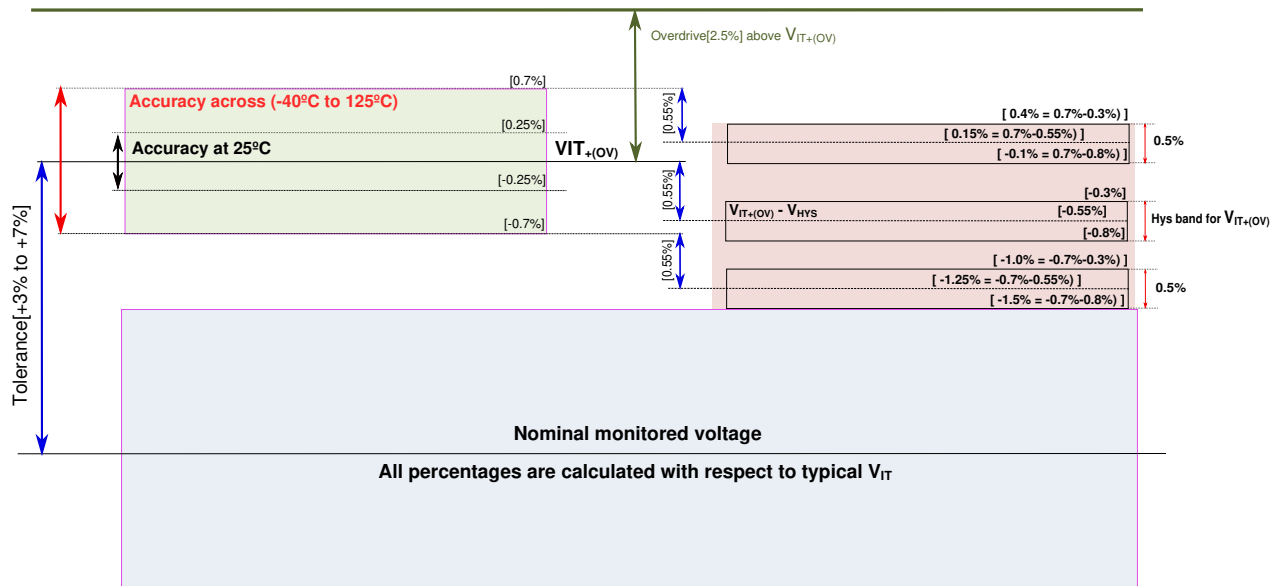 Overdrive[2.5%] above VIT+(OV)
[0.7%]
Accuracy across (-40ºC to 125ºC)
[0.25%]
Accuracy at 25ºC
VIT+(OV)
[-0.25%]
[-0.7%]
Tolerance[+3% to +7%]
[0.55%]
[0.55%]
[0.55%]
[ 0.4% = 0.7%-0.3%) ]
[ 0.15% = 0.7%-0.55%) ]
[ -0.1% = 0.7%-0.8%) ]
0.5%
[-0.3%]
VIT+(OV) - VHYS
[-0.55%]
[-0.8%]
Hys band for VIT+(OV)
[ -1.0% = -0.7%-0.3%) ]
[ -1.25% = -0.7%-0.55%) ]
[ -1.5% = -0.7%-0.8%) ]
0.5%
Nominal monitored voltage
All percentages are calculated with respect to typical VIT